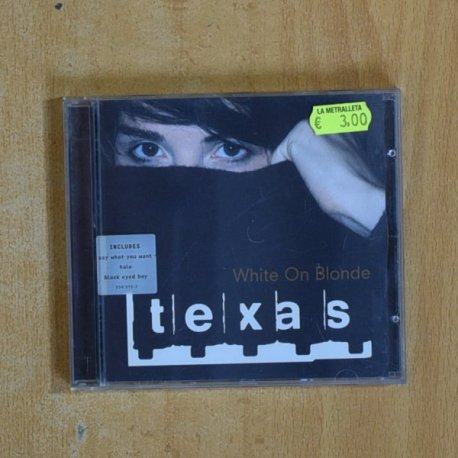 LA METRALLETA
€ 3,00
INCLUDES
say what you want
halo
black eyed boy
White On Blonde
texas